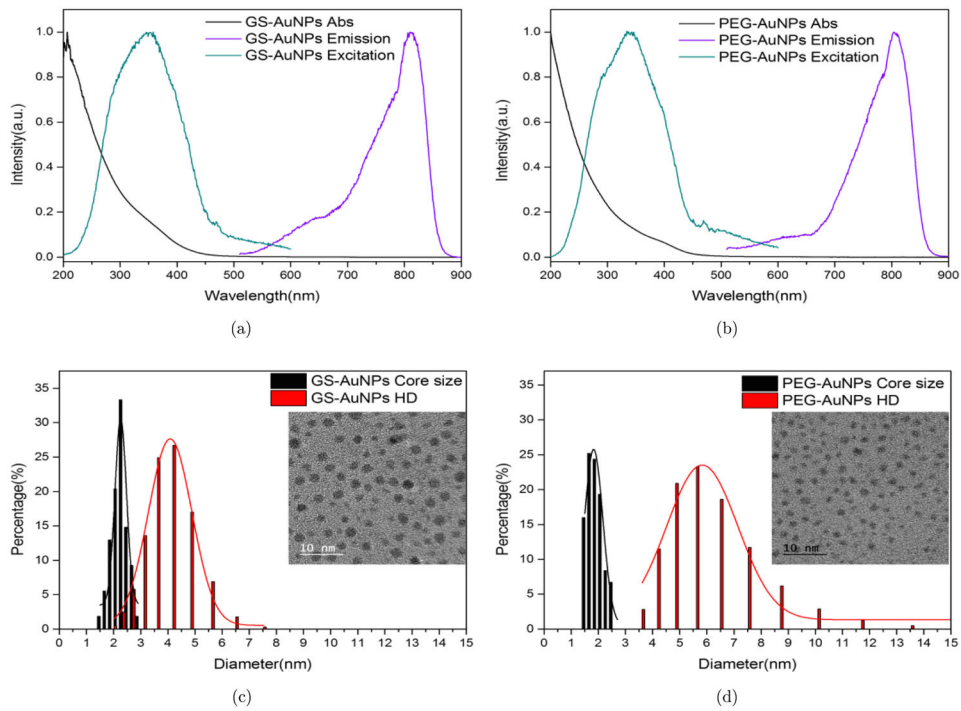 1.0
0.8
0.6
0.4
0.2
0.0
Intensity(a.u.)
GS-AuNPs Abs
GS-AuNPs Emission
GS-AuNPs Excitation
200 300 400 500 600 700 800 900
Wavelength(nm)
(a)
1.0
0.8
0.6
0.4
0.2
0.0
Intensity(a.u.)
PEG-AuNPs Abs
PEG-AuNPs Emission
PEG-AuNPs Excitation
200 300 400 500 600 700 800 900
Wavelength(nm)
(b)
35
30
25
20
15
10
5
0
Percentage(%)
GS-AuNPs Core size
GS-AuNPs HD
10 nm
0 1 2 3 4 5 6 7 8 9 10 11 12 13 14 15
Diameter(nm)
(c)
35
30
25
20
15
10
5
0
Percentage(%)
PEG-AuNPs Core size
PEG-AuNPs HD
10 nm
0 1 2 3 4 5 6 7 8 9 10 11 12 13 14 15
Diameter(nm)
(d)